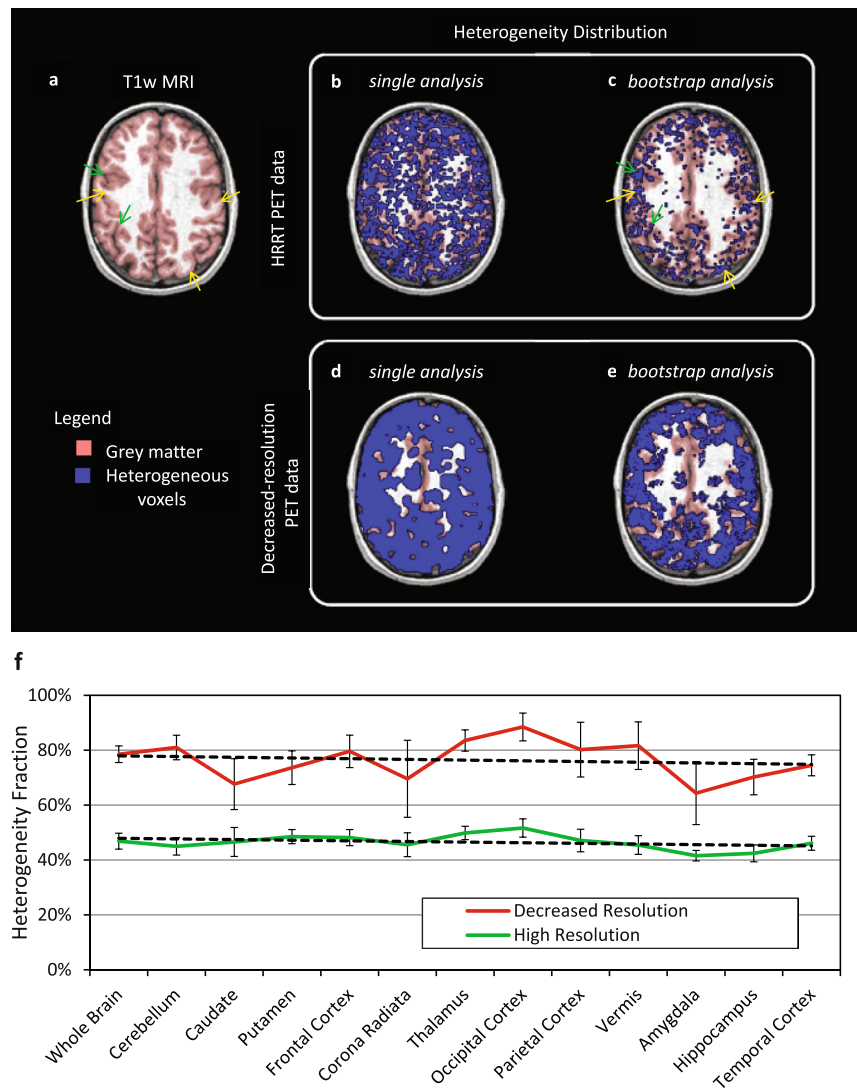 Heterogeneity Distribution
a
T1w MRI
b
single analysis
c
bootstrap analysis
HRRT PET data
d
single analysis
e
bootstrap analysis
Decreased-resolution
PET data
Legend
Grey matter
Heterogeneous
voxels
f
100%
80%
60%
40%
20%
0%
Heterogeneity Fraction
Decreased Resolution
High Resolution
Whole Brain
Cerebellum
Caudate
Putamen
Frontal Cortex
Corona Radiata
Thalamus
Occipital Cortex
Parietal Cortex
Vermis
Amygdala
Hippocampus
Temporal Cortex